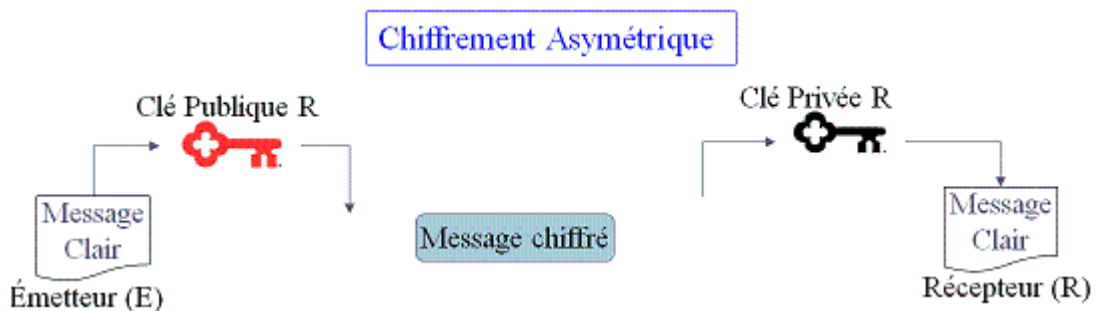 Chiffrement Asymétrique
Clé Publique R
Clé Privée R
Message
Clair
Message chiffré
Message
Clair
Émetteur (E)
Récepteur (R)